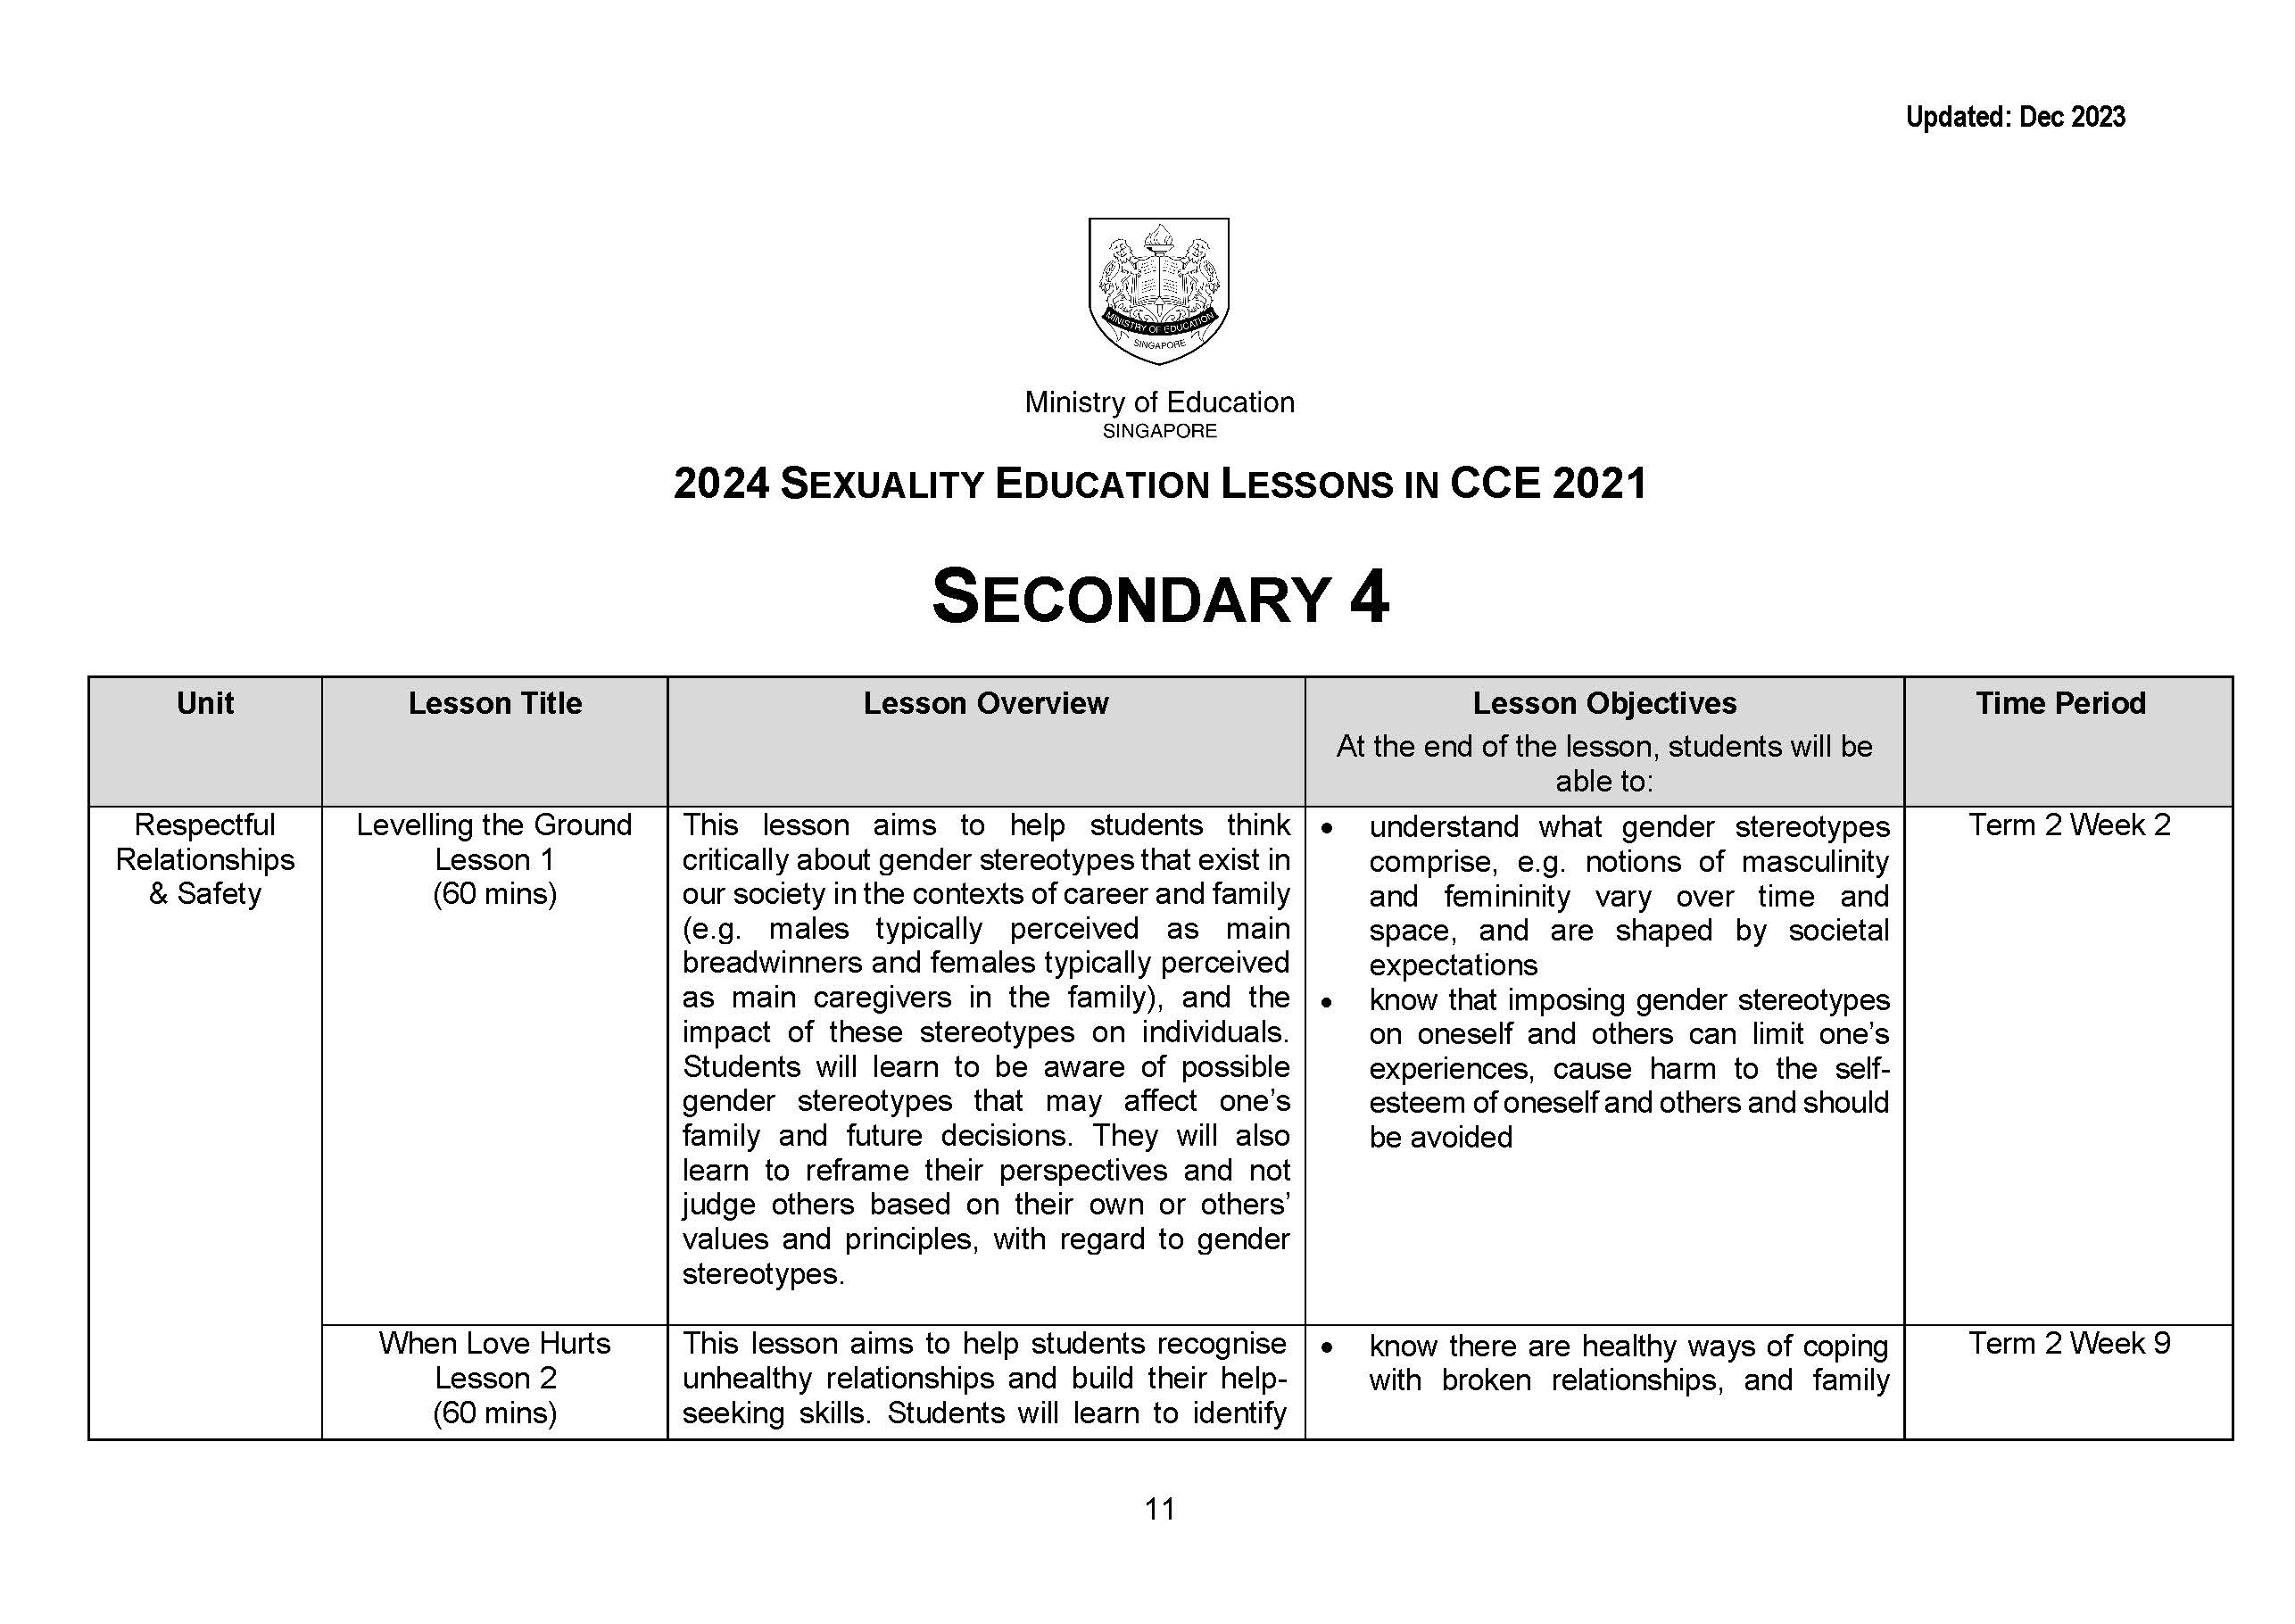 Updated: Dec 2023
MINISTRY OF EDUCATION
SINGAPORE
Ministry of Education
SINGAPORE
2024 SEXUALITY EDUCATION LESSONS IN CCE 2021
SECONDARY 4
Unit
Lesson Title
Lesson Overview
Lesson Objectives
At the end of the lesson, students will be
able to:
Time Period
Respectful
Relationships
& Safety
Levelling the Ground
Lesson 1
(60 mins)
This lesson aims to help students think
critically about gender stereotypes that exist in
our society in the contexts of career and family
(e.g. males typically perceived as main
breadwinners and females typically perceived
as main caregivers in the family), and the
impact of these stereotypes on individuals.
Students will learn to be aware of possible
gender stereotypes that may affect one’s
family and future decisions. They will also
learn to reframe their perspectives and not
judge others based on their own or others’
values and principles, with regard to gender
stereotypes.
• understand what gender stereotypes
comprise, e.g. notions of masculinity
and femininity vary over time and
space, and are shaped by societal
expectations
• know that imposing gender stereotypes
on oneself and others can limit one’s
experiences, cause harm to the self-
esteem of oneself and others and should
be avoided
Term 2 Week 2
When Love Hurts
Lesson 2
(60 mins)
This lesson aims to help students recognise
unhealthy relationships and build their help-
seeking skills. Students will learn to identify
• know there are healthy ways of coping
with broken relationships, and family
Term 2 Week 9
11